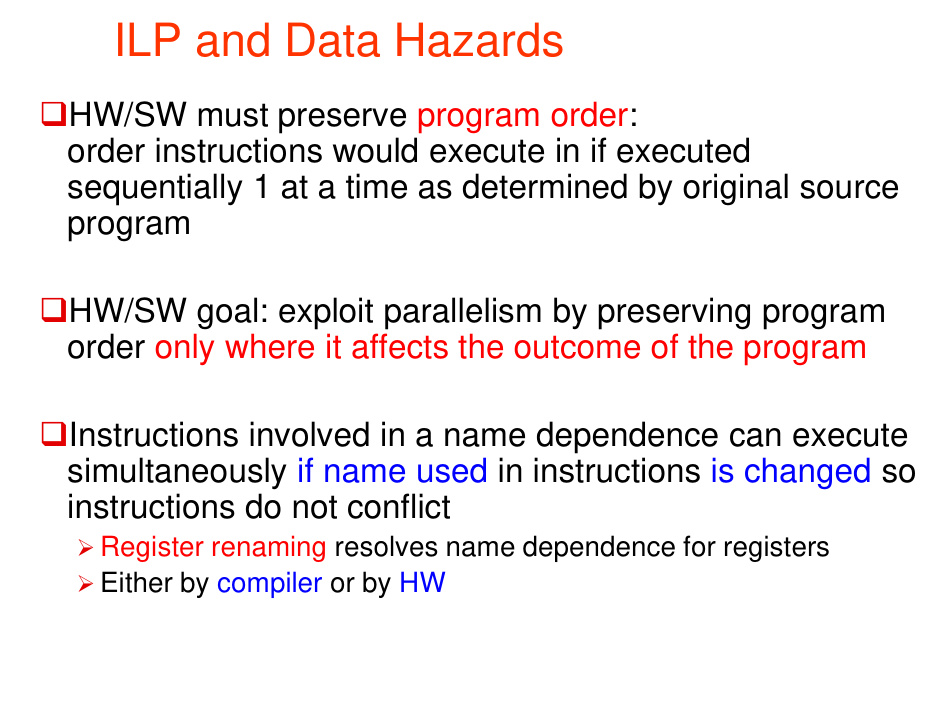 ILP and Data Hazards
❑HW/SW must preserve program order:
order instructions would execute in if executed
sequentially 1 at a time as determined by original source
program
❑HW/SW goal: exploit parallelism by preserving program
order only where it affects the outcome of the program
❑Instructions involved in a name dependence can execute
simultaneously if name used in instructions is changed so
instructions do not conflict
➢ Register renaming resolves name dependence for registers
➢ Either by compiler or by HW